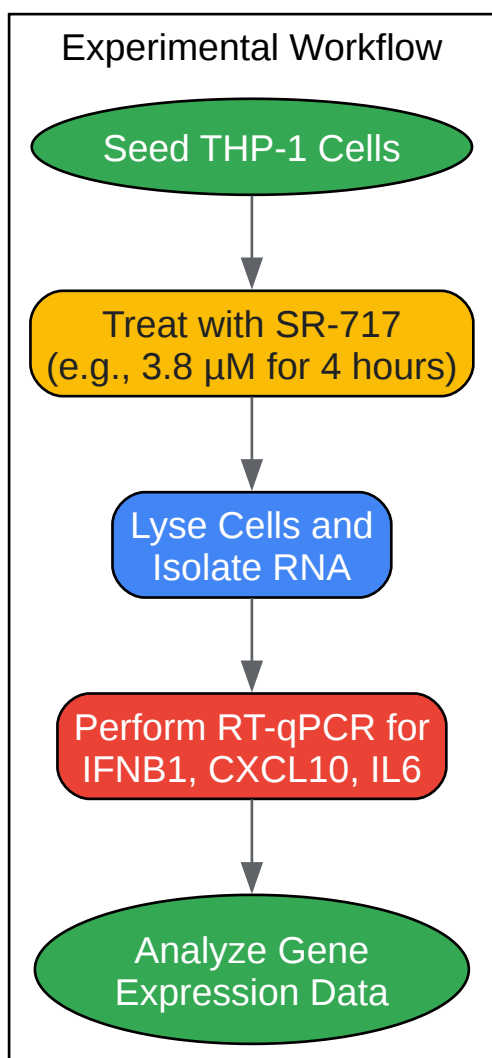 Experimental Workflow
Seed THP-1 Cells
Treat with SR-717
(e.g., 3.8 µM for 4 hours)
Lyse Cells and
Isolate RNA
Perform RT-qPCR for
IFNB1, CXCL10, IL6
Analyze Gene
Expression Data